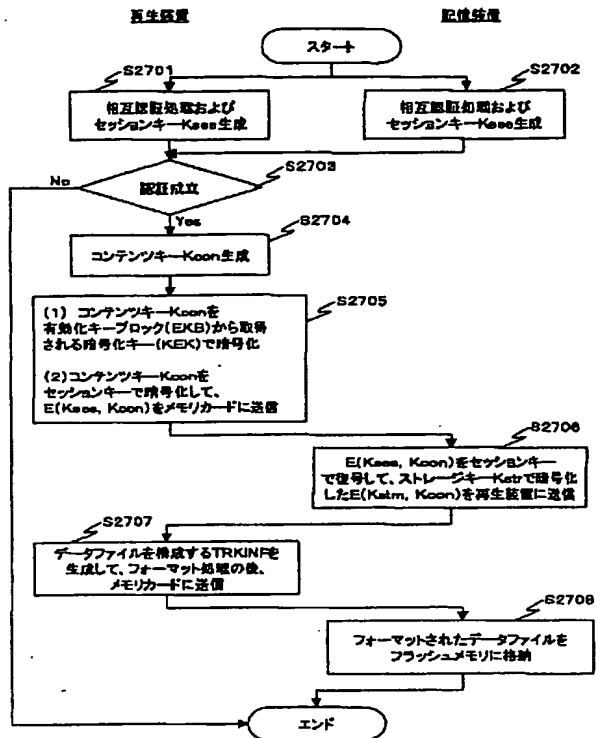 再生装置
記憶装置
スタート
S2701
S2702
相互認証処理および
セッションキーKses生成
相互認証処理および
セッションキーKses生成
S2703
No
認証成立
Yes
S2704
コンテンツキーKcon生成
S2705
(1) コンテンツキーKconを
有効化キーブロック(EKB)から取得
される暗号化キー(KEK)で暗号化
(2)コンテンツキーKconを
セッションキーで暗号化して、
E(Kses, Kcon)をメモリカードに送信
S2706
E(Kses, Kcon)をセッションキー
で復号して、ストレージキーKstrで暗号化
したE(Kstm, Kcon)を再生装置に送信
S2707
データファイルを構成するTRKINFを
生成して、フォーマット処理の後、
メモリカードに送信
S2708
フォーマットされたデータファイルを
フラッシュメモリに格納
エンド